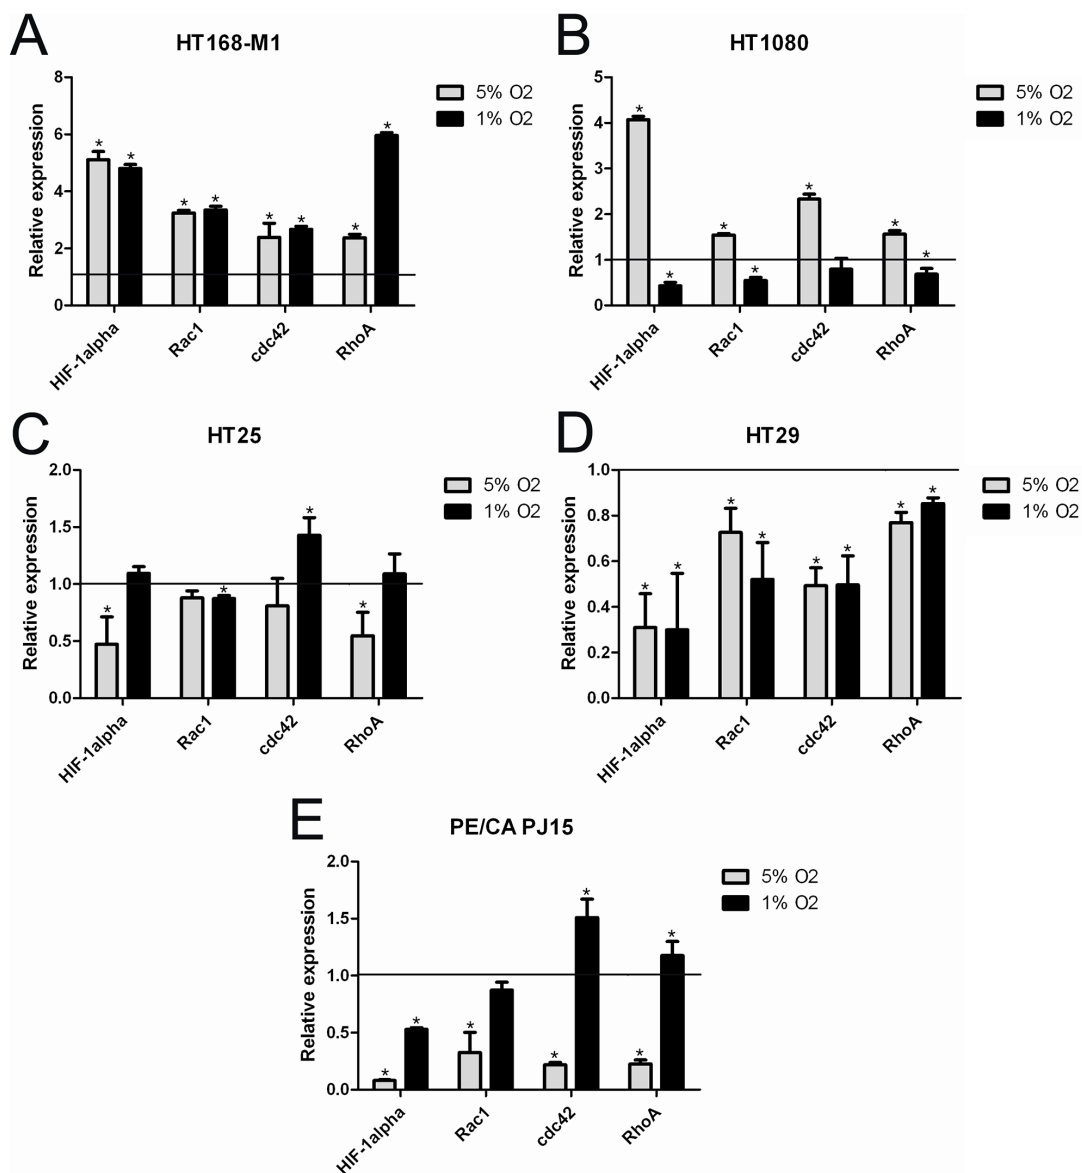 A
HT168-M1
Relative expression
8
6
4
2
0
5% O2
1% O2
*
*
*
*
*
*
*
*
HIF-1alpha
Rac1
cdc42
RhoA
B
HT1080
Relative expression
5
4
3
2
1
0
5% O2
1% O2
*
*
*
*
*
*
*
HIF-1alpha
Rac1
cdc42
RhoA
C
HT25
Relative expression
2.0
1.5
1.0
0.5
0.0
5% O2
1% O2
*
*
*
*
HIF-1alpha
Rac1
cdc42
RhoA
D
HT29
Relative expression
1.0
0.8
0.6
0.4
0.2
0.0
5% O2
1% O2
*
*
*
*
*
*
*
*
HIF-1alpha
Rac1
cdc42
RhoA
E
PE/CA PJ15
Relative expression
2.0
1.5
1.0
0.5
0.0
5% O2
1% O2
*
*
*
*
*
*
*
HIF-1alpha
Rac1
cdc42
RhoA